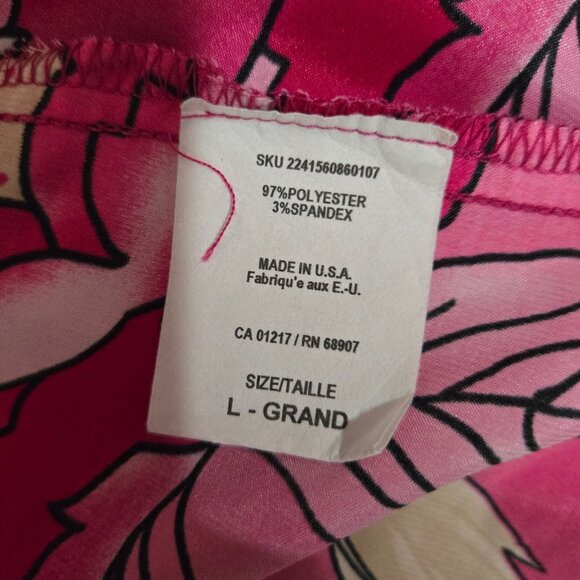 SKU 2241560860107
97%POLYESTER
3%SPANDEX
MADE IN U.S.A.
Fabriqu'e aux E.-U.
CA 01217 / RN 68907
SIZE/TAILLE
L - GRAND